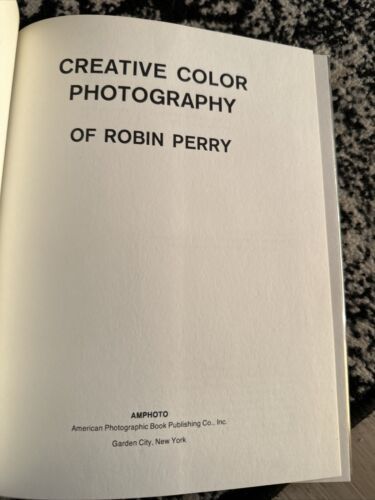 CREATIVE COLOR
PHOTOGRAPHY
OF ROBIN PERRY
AMPHOTO
American Photographic Book Publishing Co., Inc.
Garden City, New York